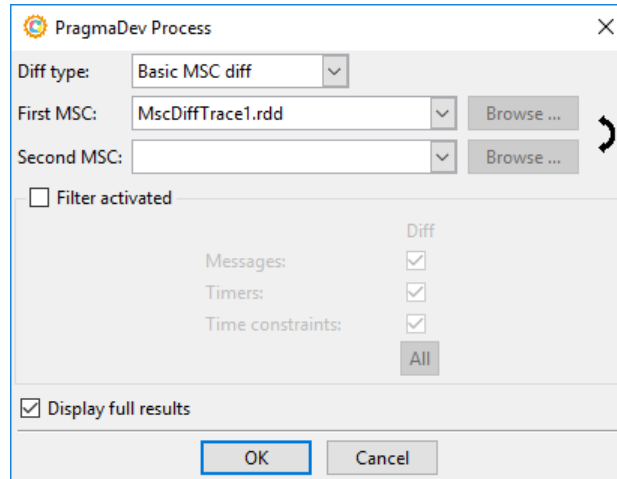 PragmaDev Process
Diff type: Basic MSC diff
First MSC: MscDiffTrace1.rdd Browse ...
Second MSC: Browse ...
Filter activated
Diff
Messages:
Timers:
Time constraints:
All
Display full results
OK Cancel